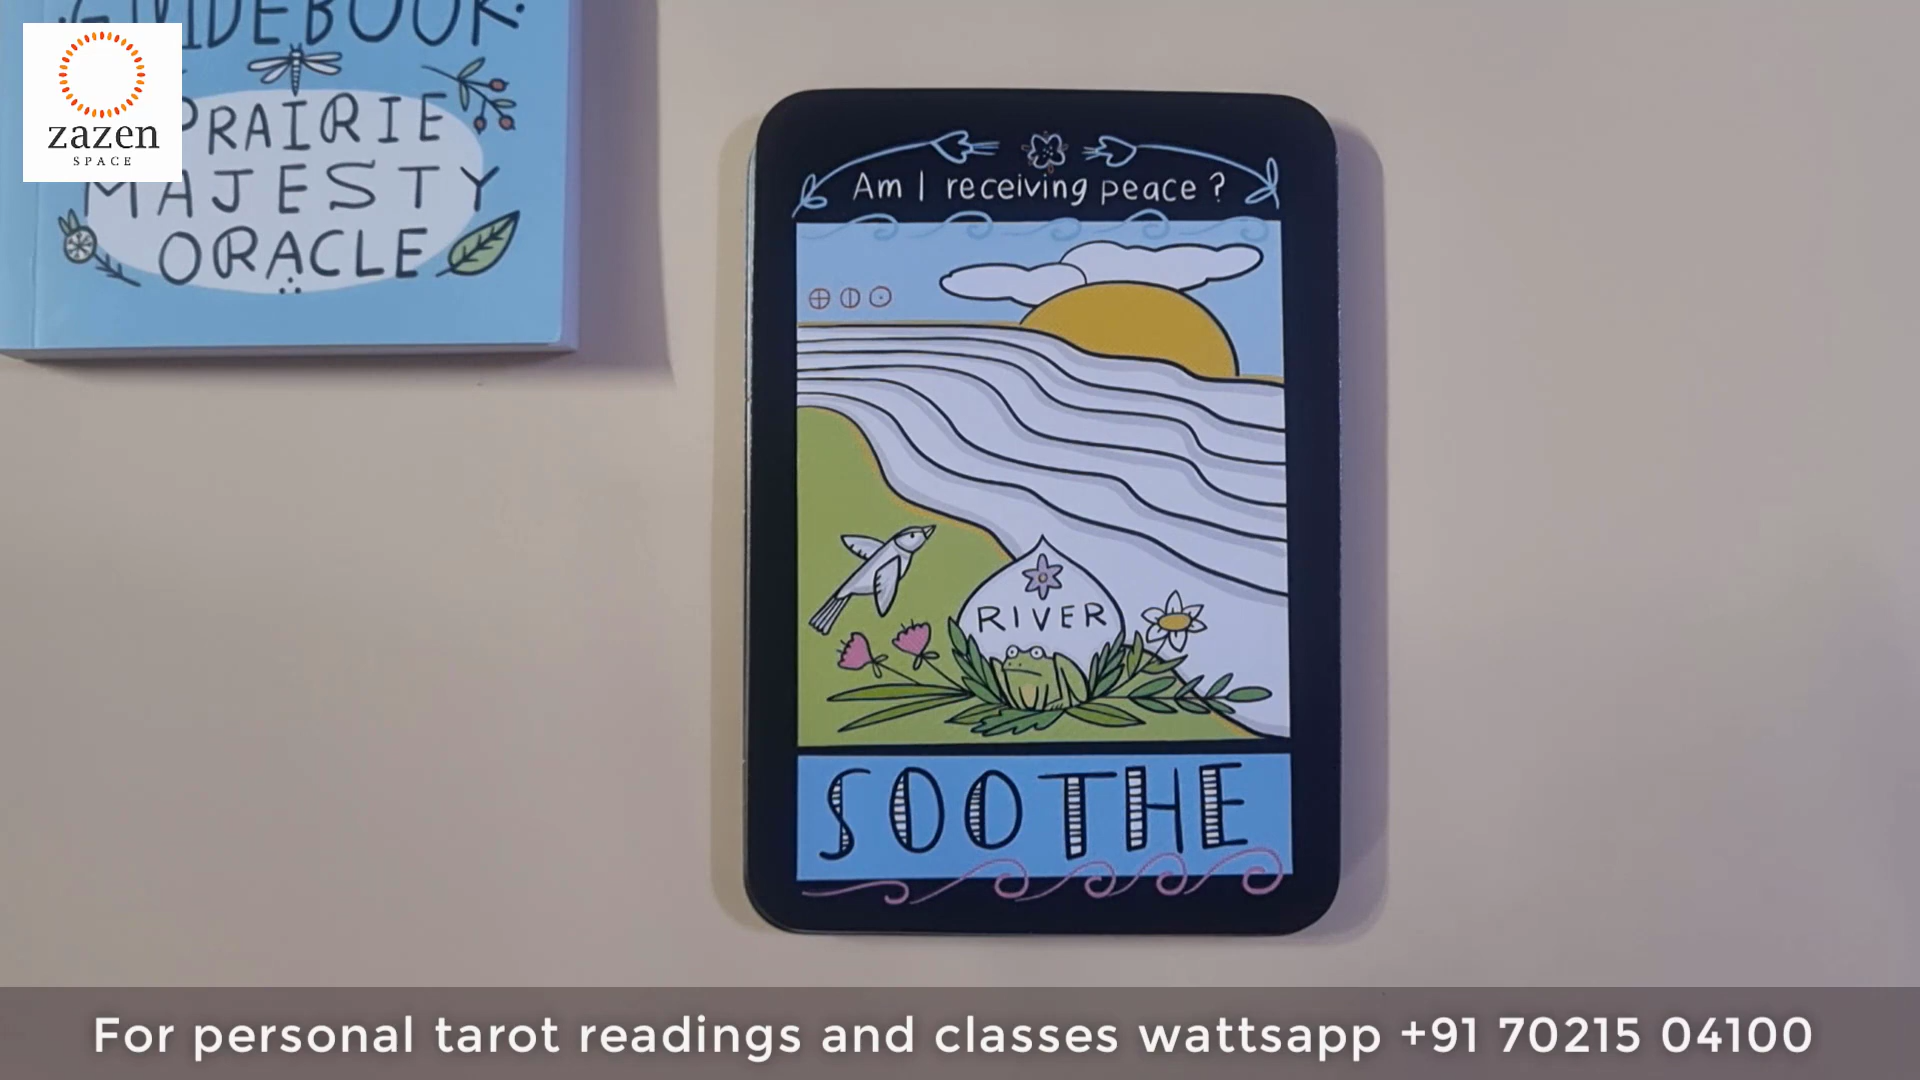 GUIDEBOOK
zazen
SPACE
PRAIRIE
MAJESTY
ORACLE
Am I receiving peace?
RIVER
SOOTHE
For personal tarot readings and classes wattsapp +91 70215 04100